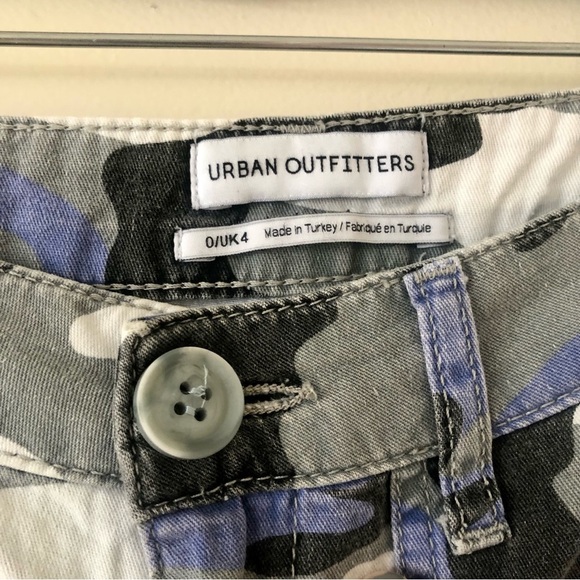 URBAN OUTFITTERS
0/UK4 Made in Turkey / Fabriqué en Turquie